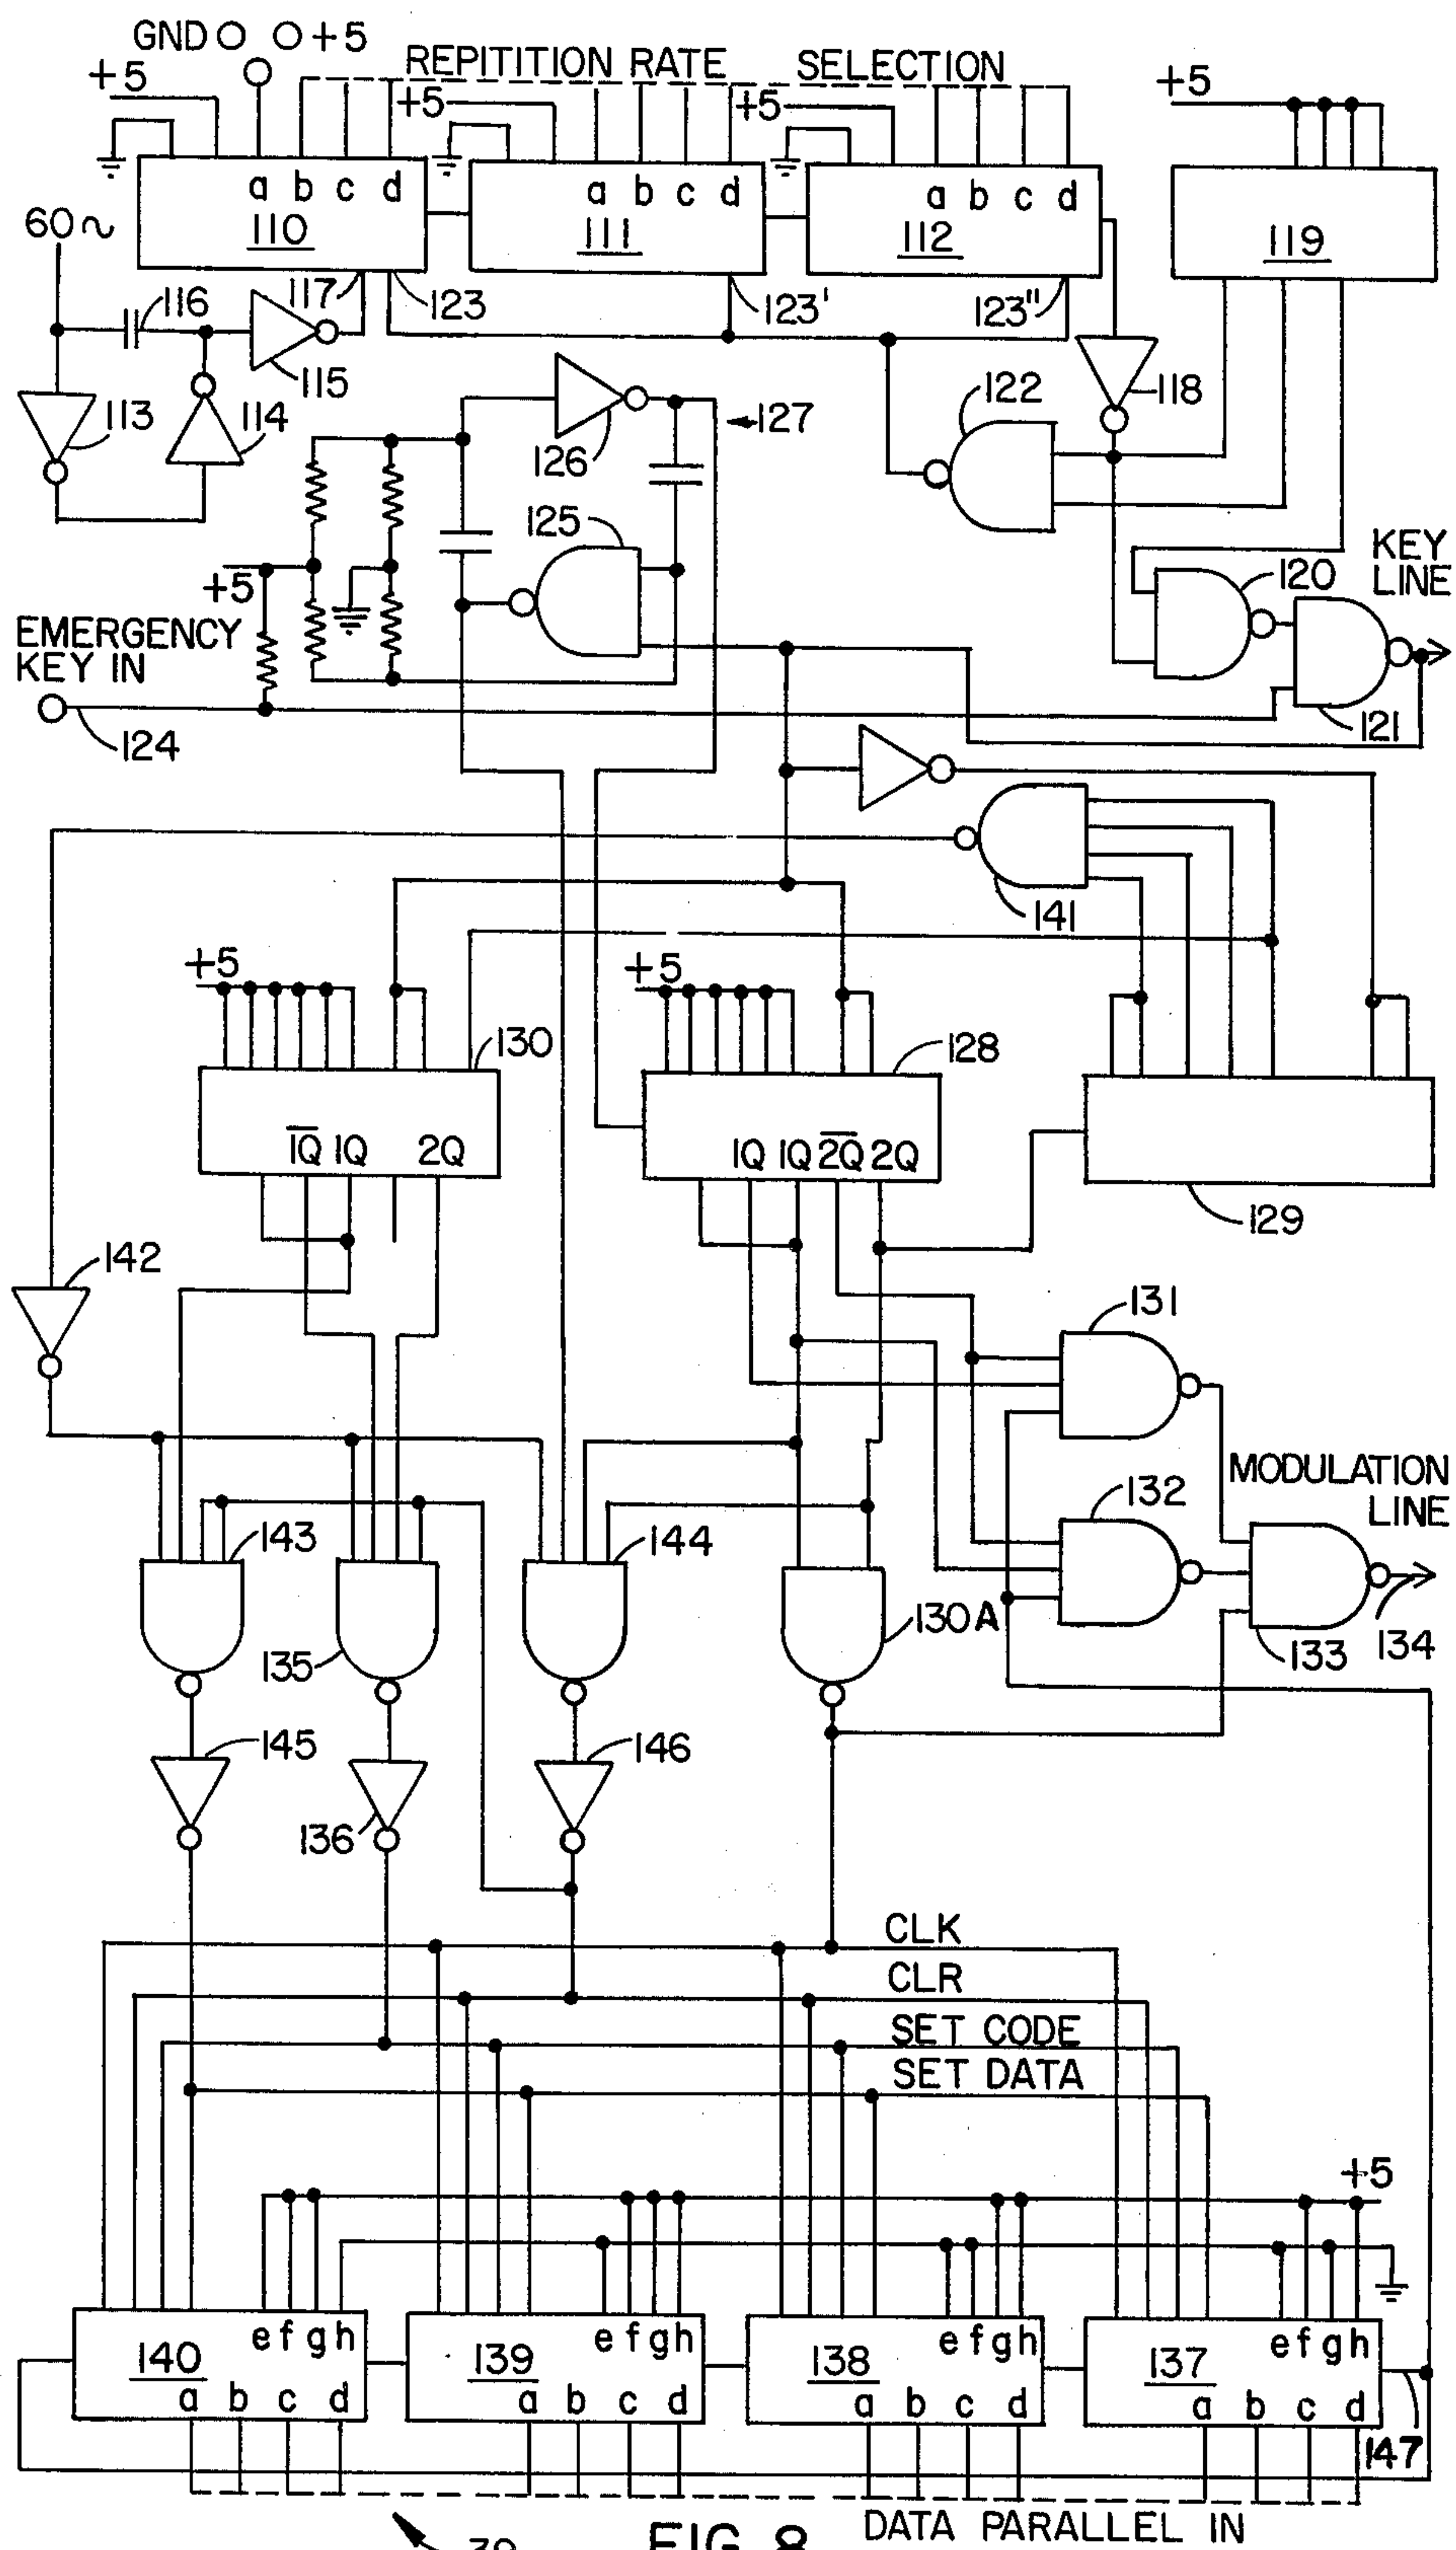 GND +5
+5 REPITITION RATE SELECTION +5
+5 +5
a b c d a b c d a b c d
110 111 112 119
60~
116 117 123 123' 123"
115 122 118
113 114 127
126
125
KEY
LINE
+5 120
EMERGENCY
KEY IN
124 121
141
+5 +5
130 128
1Q 1Q 2Q 1Q 1Q 2Q 2Q
129
142
131
MODULATION
LINE
132
143 144
130A
135 133 134
145 146
136
CLK
CLR
SET CODE
SET DATA
+5
e f g h e f g h e f g h e f g h
140 139 138 137
a b c d a b c d a b c d a b c d
147
DATA PARALLEL IN
FIG 8